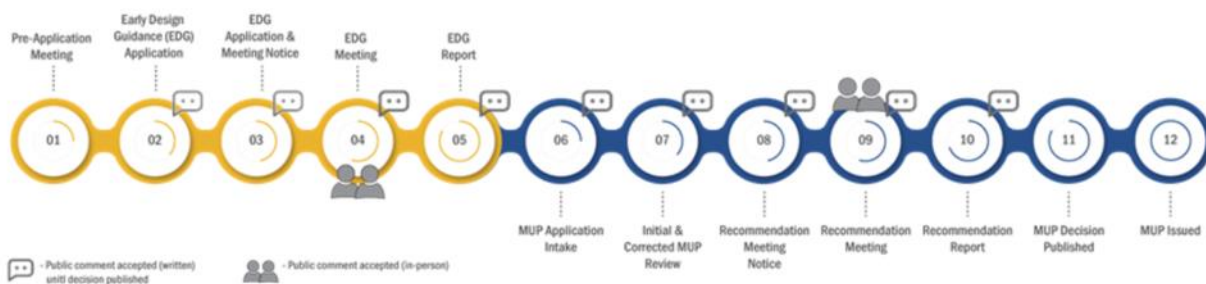 Pre-Application
Meeting
Early Design
Guidance (EDG)
Application
EDG
Application &
Meeting Notice
EDG
Meeting
EDG
Report
01
02
03
04
05
06
07
08
09
10
11
12
MUP Application
Intake
Initial &
Corrected MUP
Review
Recommendation
Meeting
Notice
Recommendation
Meeting
Recommendation
Report
MUP Decision
Published
MUP Issued
- Public comment accepted (written)
unitl decision published
- Public comment accepted (in-person)